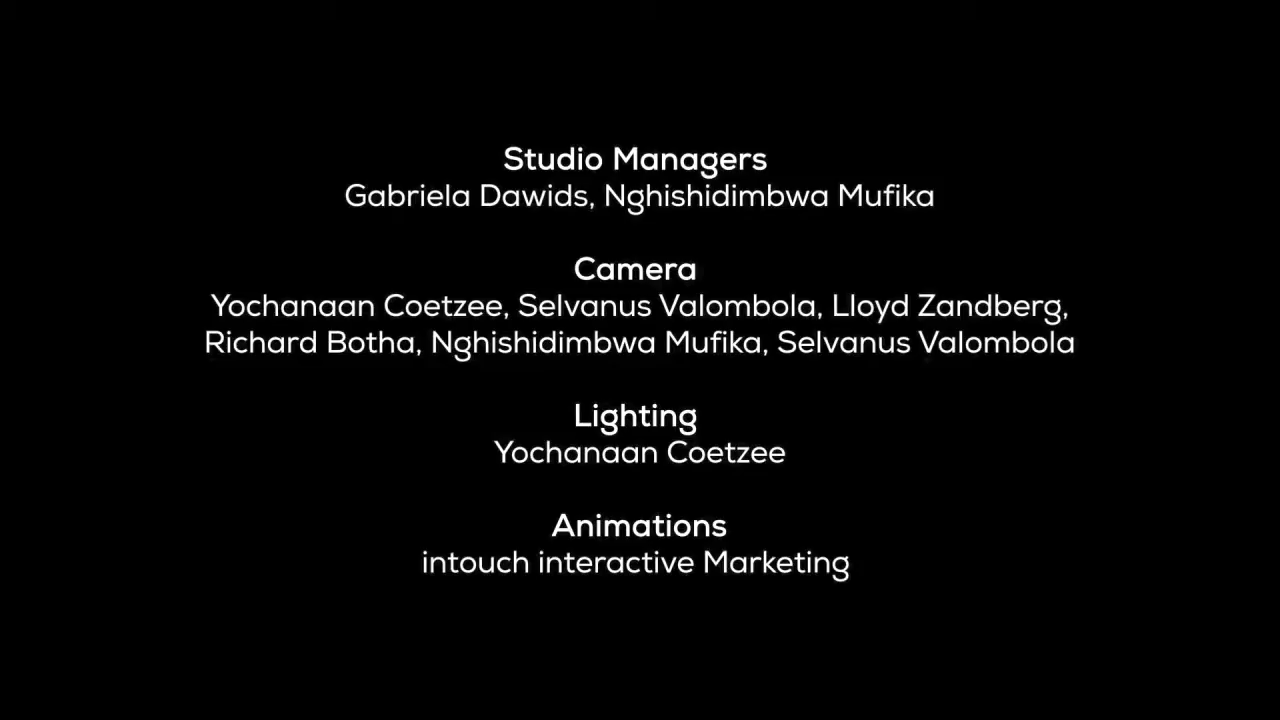 Studio Managers
Gabriela Dawids, Nghishidimbwa Mufika
Camera
Yochanaan Coetzee, Selvanus Valombola, Lloyd Zandberg,
Richard Botha, Nghishidimbwa Mufika, Selvanus Valombola
Lighting
Yochanaan Coetzee
Animations
intouch interactive Marketing